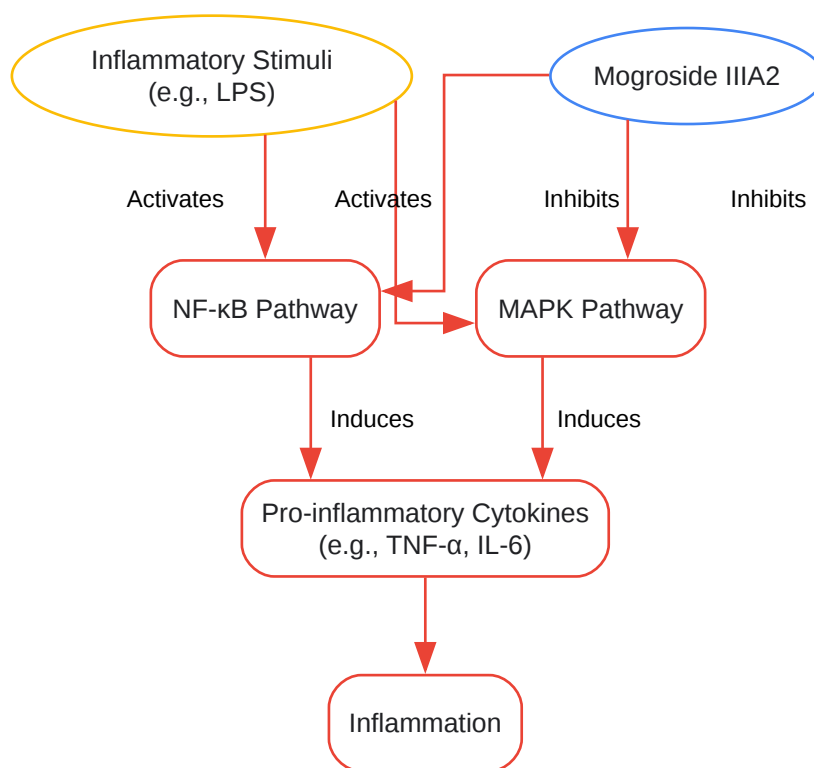 Inflammatory Stimuli
(e.g., LPS)
Mogroside IIIA2
Activates
Activates
Inhibits
Inhibits
NF-κB Pathway
MAPK Pathway
Induces
Induces
Pro-inflammatory Cytokines
(e.g., TNF-α, IL-6)
Inflammation